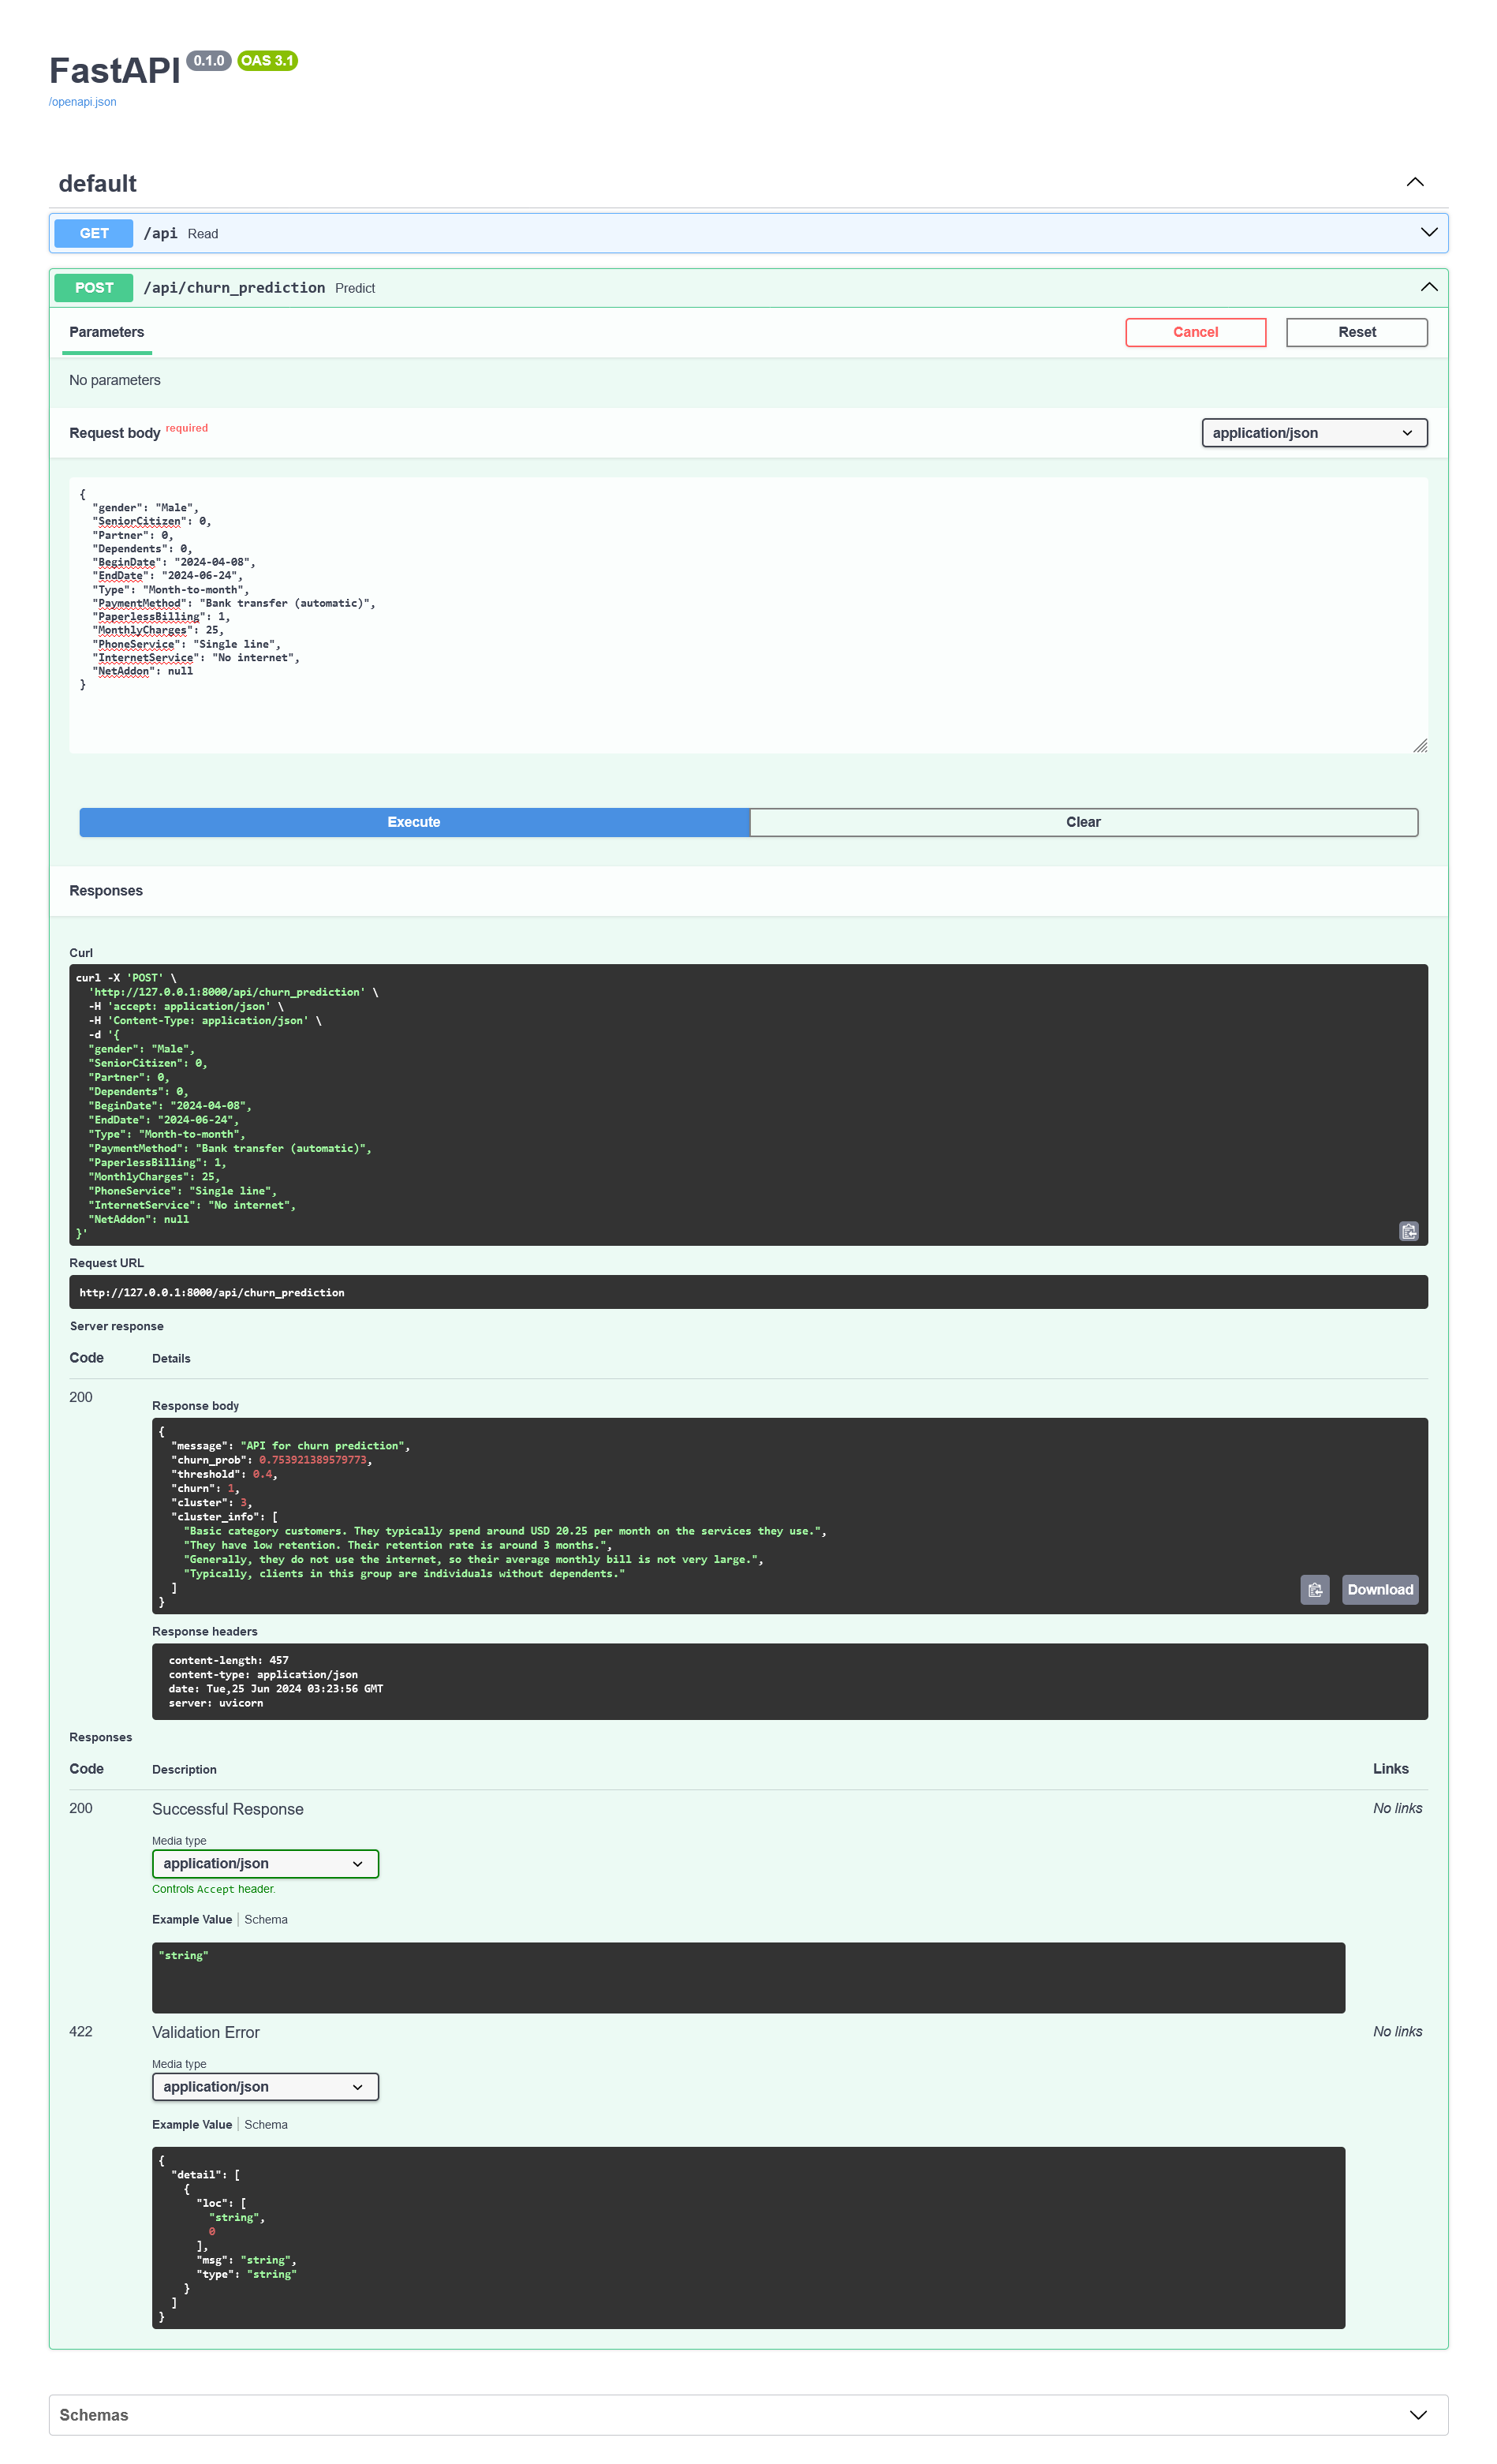 FastAPI 0.1.0 OAS 3.1
/openapi.json
default
GET /api Read
POST /api/churn_prediction Predict
Parameters Cancel Reset
No parameters
Request body required application/json
{
  "gender": "Male",
  "SeniorCitizen": 0,
  "Partner": 0,
  "Dependents": 0,
  "BeginDate": "2024-04-08",
  "EndDate": "2024-06-24",
  "Type": "Month-to-month",
  "PaymentMethod": "Bank transfer (automatic)",
  "PaperlessBilling": 1,
  "MonthlyCharges": 25,
  "PhoneService": "Single line",
  "InternetService": "No internet",
  "NetAddon": null
}
Execute Clear
Responses
Curl
curl -X 'POST' \
  'http://127.0.0.1:8000/api/churn_prediction' \
  -H 'accept: application/json' \
  -H 'Content-Type: application/json' \
  -d '{
  "gender": "Male",
  "SeniorCitizen": 0,
  "Partner": 0,
  "Dependents": 0,
  "BeginDate": "2024-04-08",
  "EndDate": "2024-06-24",
  "Type": "Month-to-month",
  "PaymentMethod": "Bank transfer (automatic)",
  "PaperlessBilling": 1,
  "MonthlyCharges": 25,
  "PhoneService": "Single line",
  "InternetService": "No internet",
  "NetAddon": null
}'
Request URL
http://127.0.0.1:8000/api/churn_prediction
Server response
Code Details
200
Response body
{
  "message": "API for churn prediction",
  "churn_prob": 0.753921389579773,
  "threshold": 0.4,
  "churn": 1,
  "cluster": 3,
  "cluster_info": [
    "Basic category customers. They typically spend around USD 20.25 per month on the services they use.",
    "They have low retention. Their retention rate is around 3 months.",
    "Generally, they do not use the internet, so their average monthly bill is not very large.",
    "Typically, clients in this group are individuals without dependents."
  ]
}
Download
Response headers
content-length: 457
content-type: application/json
date: Tue,25 Jun 2024 03:23:56 GMT
server: uvicorn
Responses
Code Description Links
200 Successful Response No links
Media type
application/json
Controls Accept header.
Example Value Schema
"string"
422 Validation Error No links
Media type
application/json
Example Value Schema
{
  "detail": [
    {
      "loc": [
        "string",
        0
      ],
      "msg": "string",
      "type": "string"
    }
  ]
}
Schemas